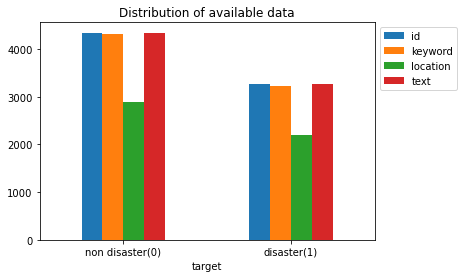 Distribution of available data
id
keyword
location
text
4000
3000
2000
1000
0
non disaster(0) disaster(1)
target